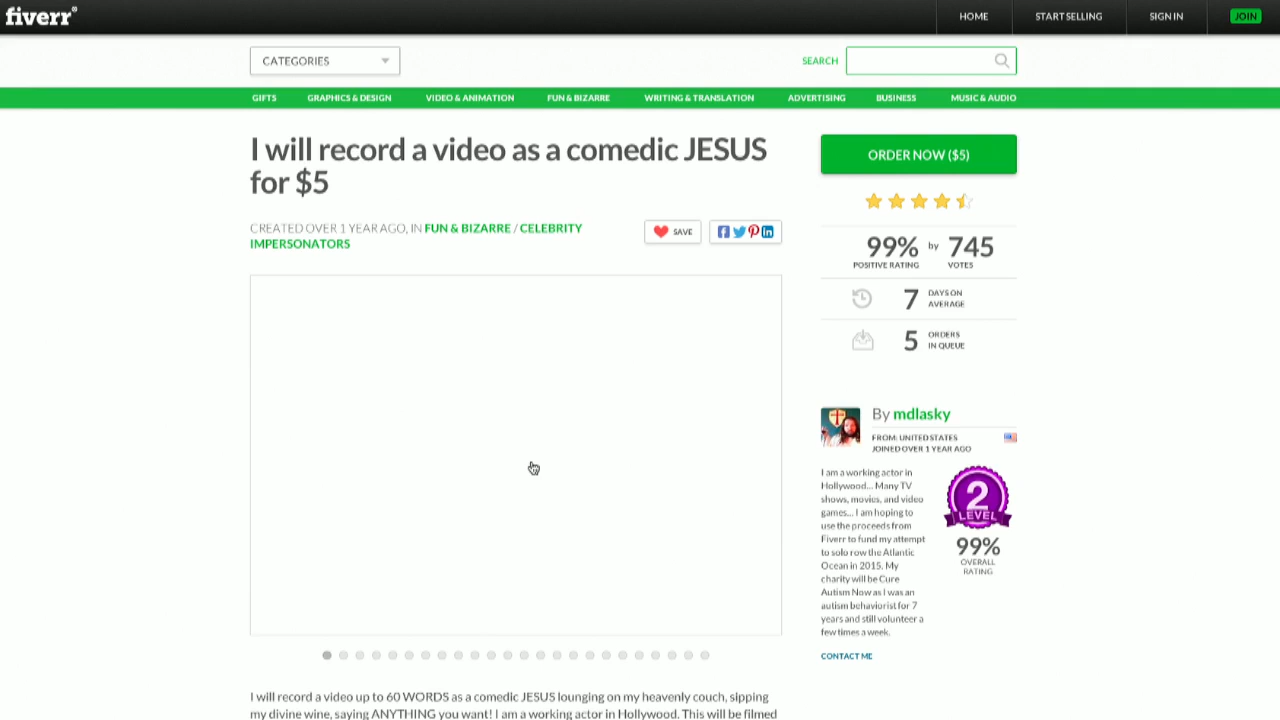 fiverr®
HOME
START SELLING
SIGN IN
JOIN
CATEGORIES
SEARCH
GIFTS
GRAPHICS & DESIGN
VIDEO & ANIMATION
FUN & BIZARRE
WRITING & TRANSLATION
ADVERTISING
BUSINESS
MUSIC & AUDIO
I will record a video as a comedic JESUS
for $5
CREATED OVER 1 YEAR AGO, IN FUN & BIZARRE / CELEBRITY
IMPERSONATORS
SAVE
ORDER NOW ($5)
99% by 745
POSITIVE RATING VOTES
7 DAYS ON
AVERAGE
5 ORDERS
IN QUEUE
By mdlasky
FROM: UNITED STATES
JOINED OVER 1 YEAR AGO
I am a working actor in
Hollywood... Many TV
shows, movies, and video
games... I am hoping to
use the proceeds from
Fiverr to fund my attempt
to solo row the Atlantic
Ocean in 2015. My
charity will be Cure
Autism Now as I was an
autism behaviorist for 7
years and still volunteer a
few times a week.
2
LEVEL
99%
OVERALL
RATING
CONTACT ME
I will record a video up to 60 WORDS as a comedic JESUS lounging on my heavenly couch, sipping
my divine wine, saying ANYTHING you want! I am a working actor in Hollywood. This will be filmed